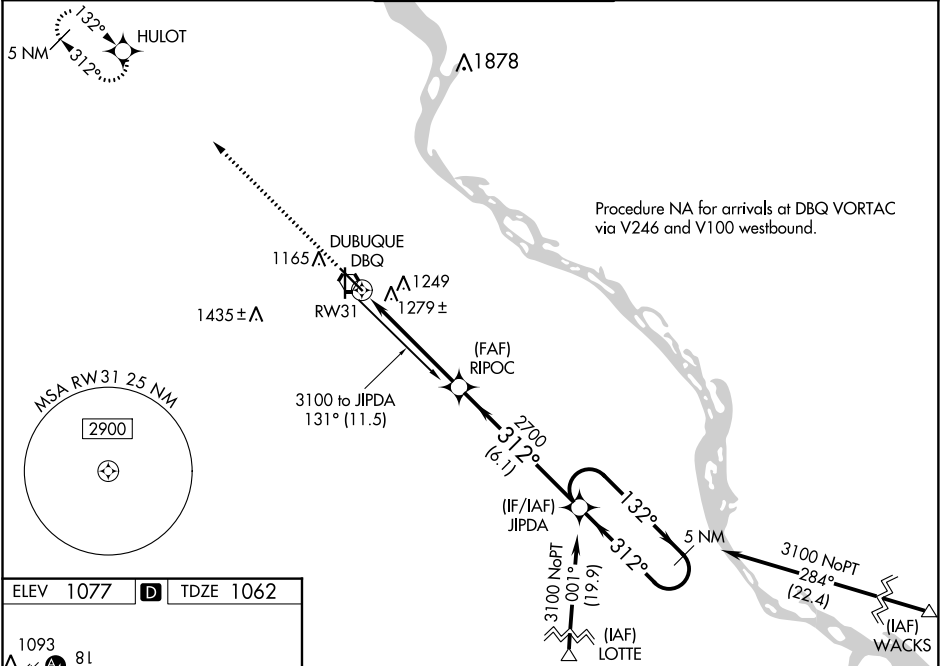 132°
HULOT
5 NM
312°
1878
Procedure NA for arrivals at DBQ VORTAC
via V246 and V100 westbound.
DUBUQUE
DBQ
1165
1249
1279±
RW31
1435±
(FAF)
RIPOC
3100 to JIPDA
131° (11.5)
MSA RW31 25 NM
2900
2700
312°
(6.1)
(IF/IAF)
JIPDA
132°
312°
5 NM
3100 NoPT
284°
(22.4)
(IAF)
WACKS
3100 NoPT
001°
(19.9)
(IAF)
LOTTE
ELEV 1077 D TDZE 1062
1093
18